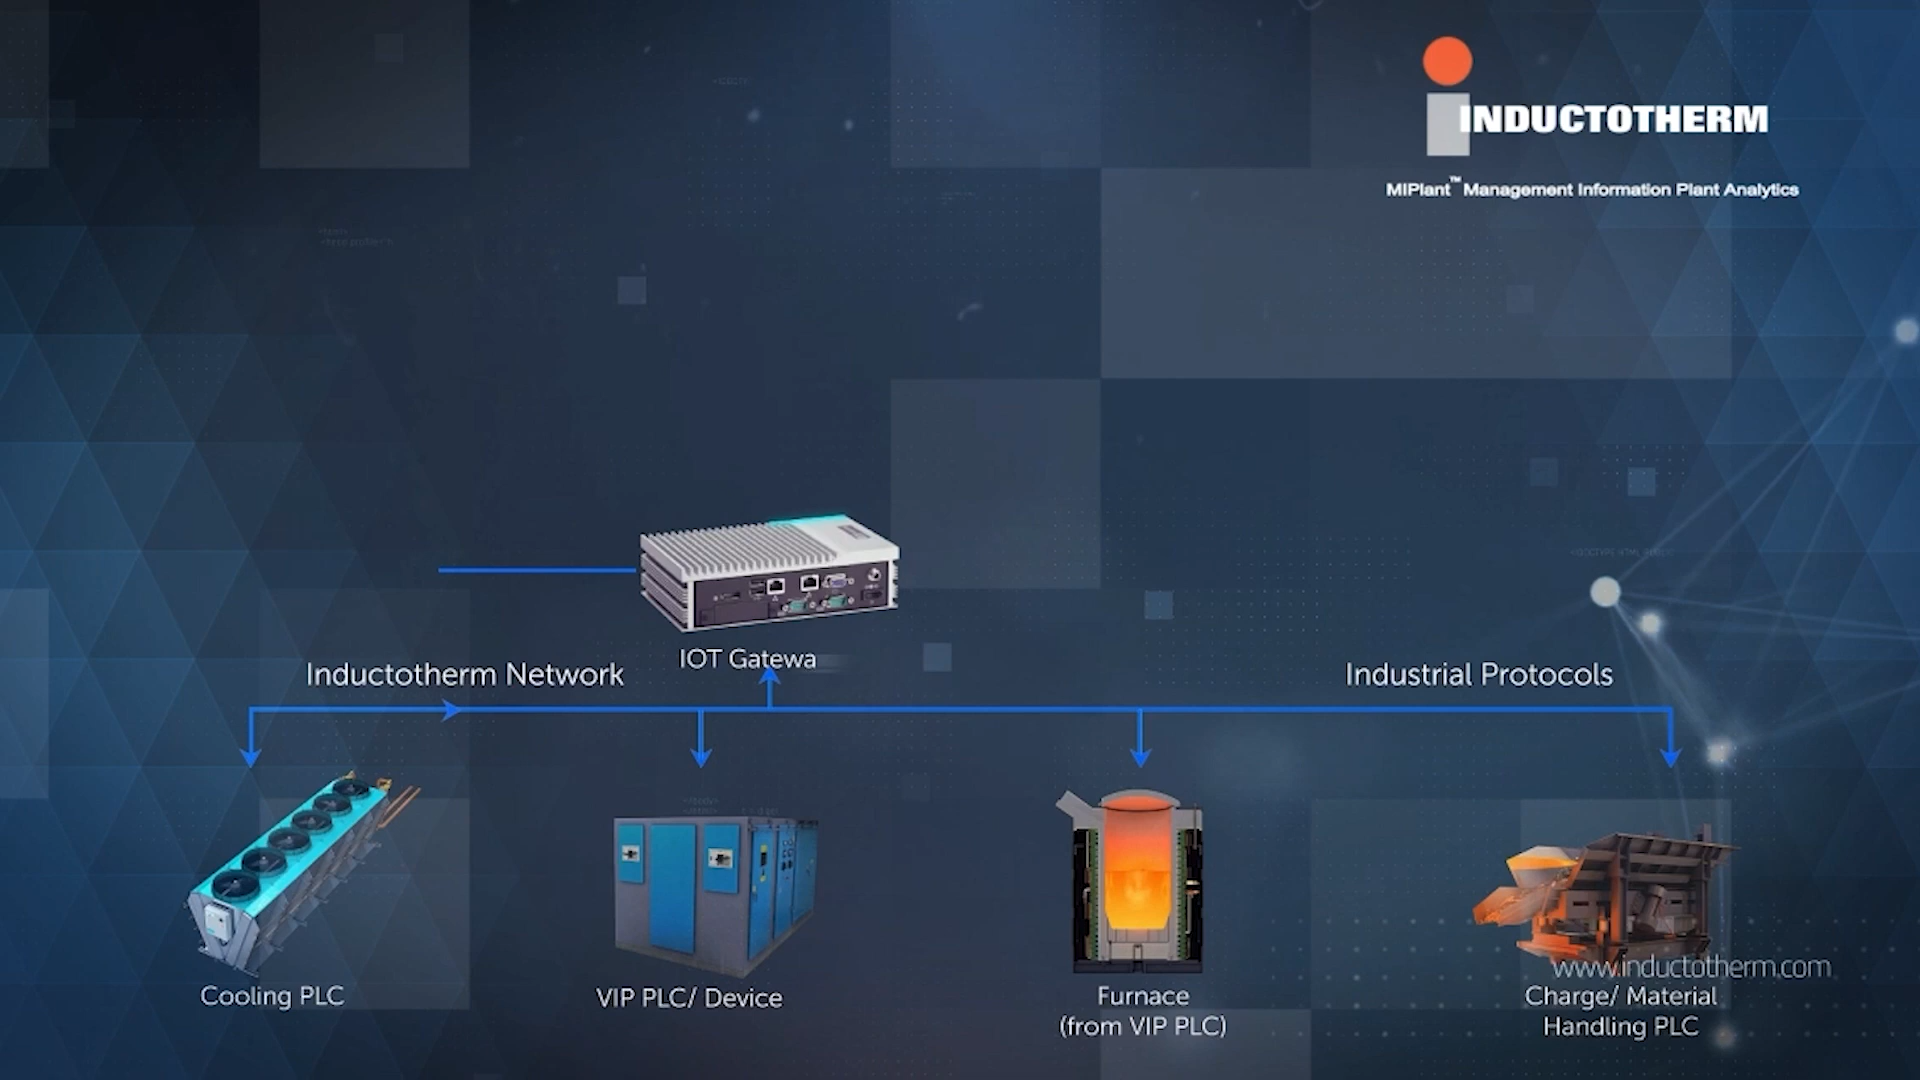 INDUCTOTHERM
MIPlant™ Management Information Plant Analytics
IOT Gatewa
Inductotherm Network
Industrial Protocols
www.inductotherm.com
Cooling PLC
VIP PLC/ Device
Furnace
(from VIP PLC)
Charge/ Material
Handling PLC